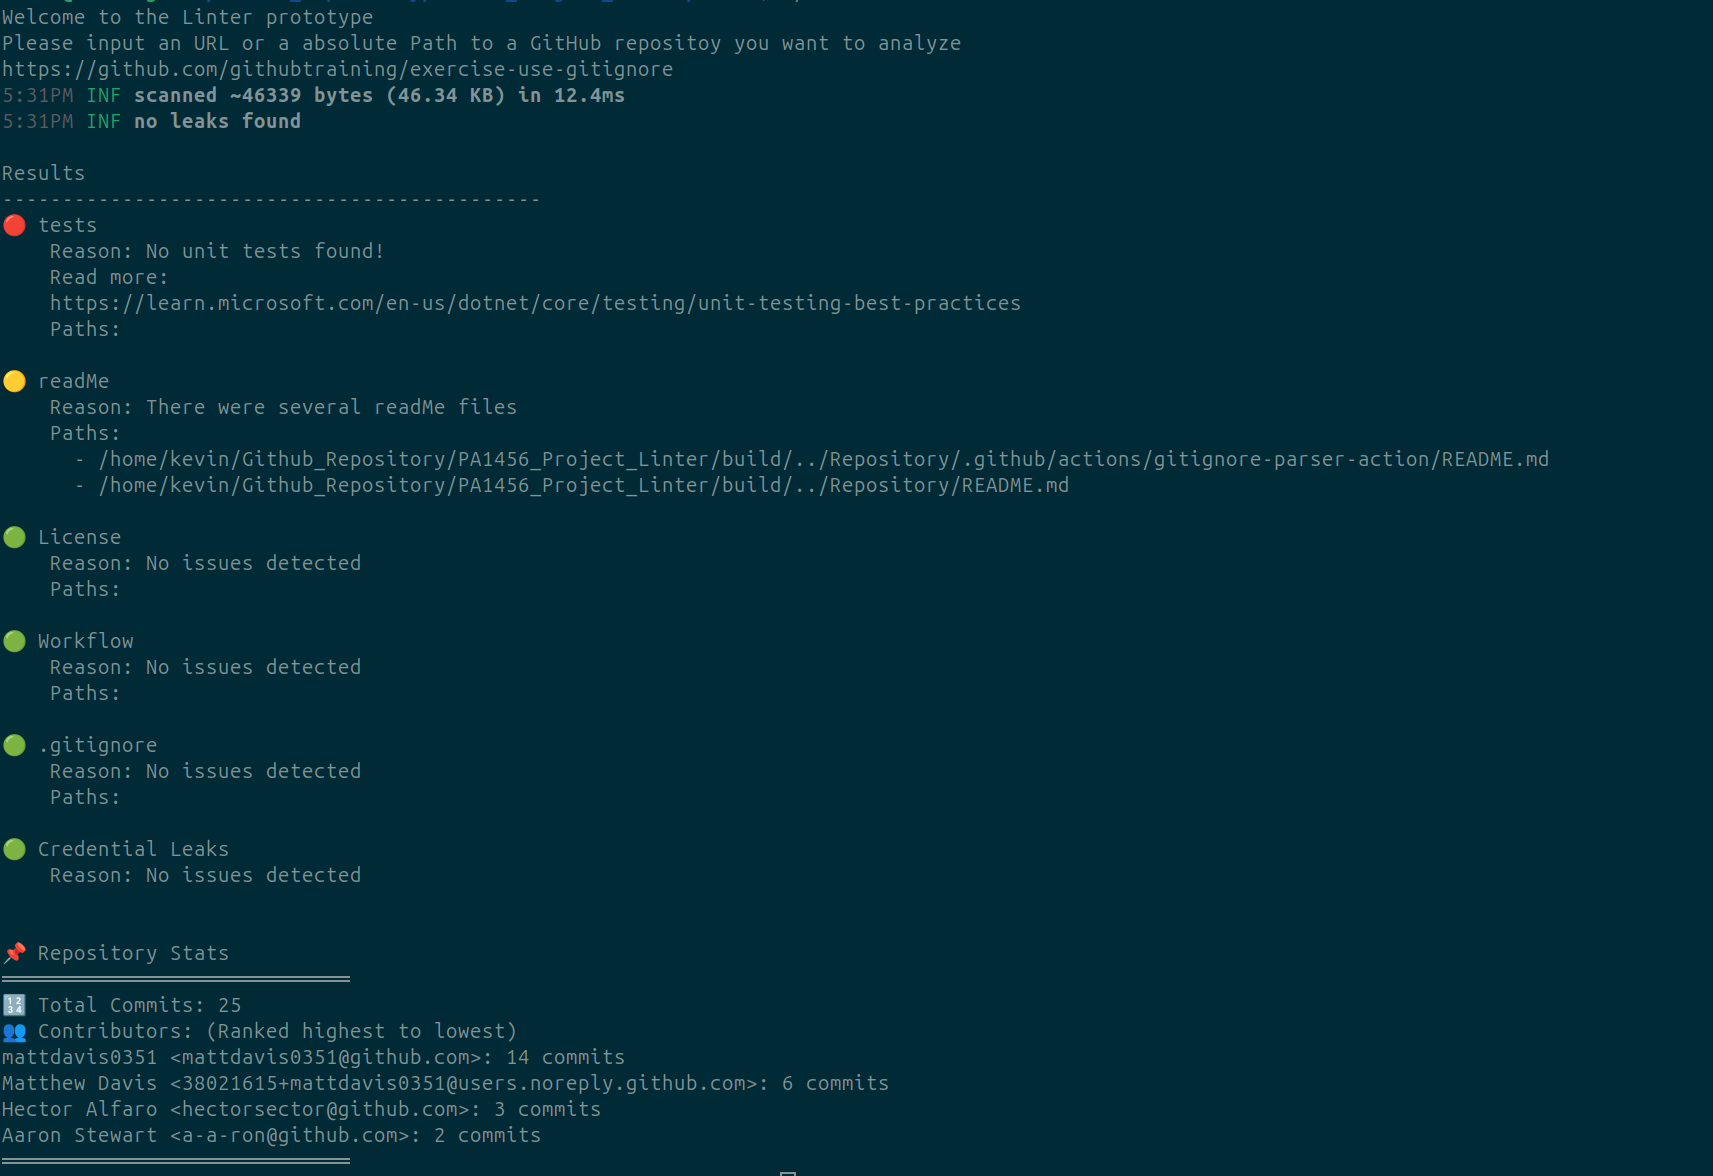 Welcome to the Linter prototype
Please input an URL or a absolute Path to a GitHub repositoy you want to analyze
https://github.com/githubtraining/exercise-use-gitignore
5:31PM INF scanned ~46339 bytes (46.34 KB) in 12.4ms
5:31PM INF no leaks found
Results
---------------------------------------------
🔴 tests
Reason: No unit tests found!
Read more:
https://learn.microsoft.com/en-us/dotnet/core/testing/unit-testing-best-practices
Paths:
🟡 readMe
Reason: There were several readMe files
Paths:
- /home/kevin/Github_Repository/PA1456_Project_Linter/build/../Repository/.github/actions/gitignore-parser-action/README.md
- /home/kevin/Github_Repository/PA1456_Project_Linter/build/../Repository/README.md
🟢 License
Reason: No issues detected
Paths:
🟢 Workflow
Reason: No issues detected
Paths:
🟢 .gitignore
Reason: No issues detected
Paths:
🟢 Credential Leaks
Reason: No issues detected
📌 Repository Stats
═════════════════════════════
🔢 Total Commits: 25
👥 Contributors: (Ranked highest to lowest)
mattdavis0351 <mattdavis0351@github.com>: 14 commits
Matthew Davis <38021615+mattdavis0351@users.noreply.github.com>: 6 commits
Hector Alfaro <hectorsector@github.com>: 3 commits
Aaron Stewart <a-a-ron@github.com>: 2 commits
═════════════════════════════